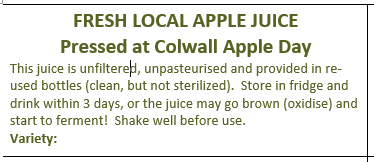 FRESH LOCAL APPLE JUICE
Pressed at Colwall Apple Day
This juice is unfiltered, unpasteurised and provided in re-
used bottles (clean, but not sterilized).  Store in fridge and
drink within 3 days, or the juice may go brown (oxidise) and
start to ferment!  Shake well before use.
Variety: